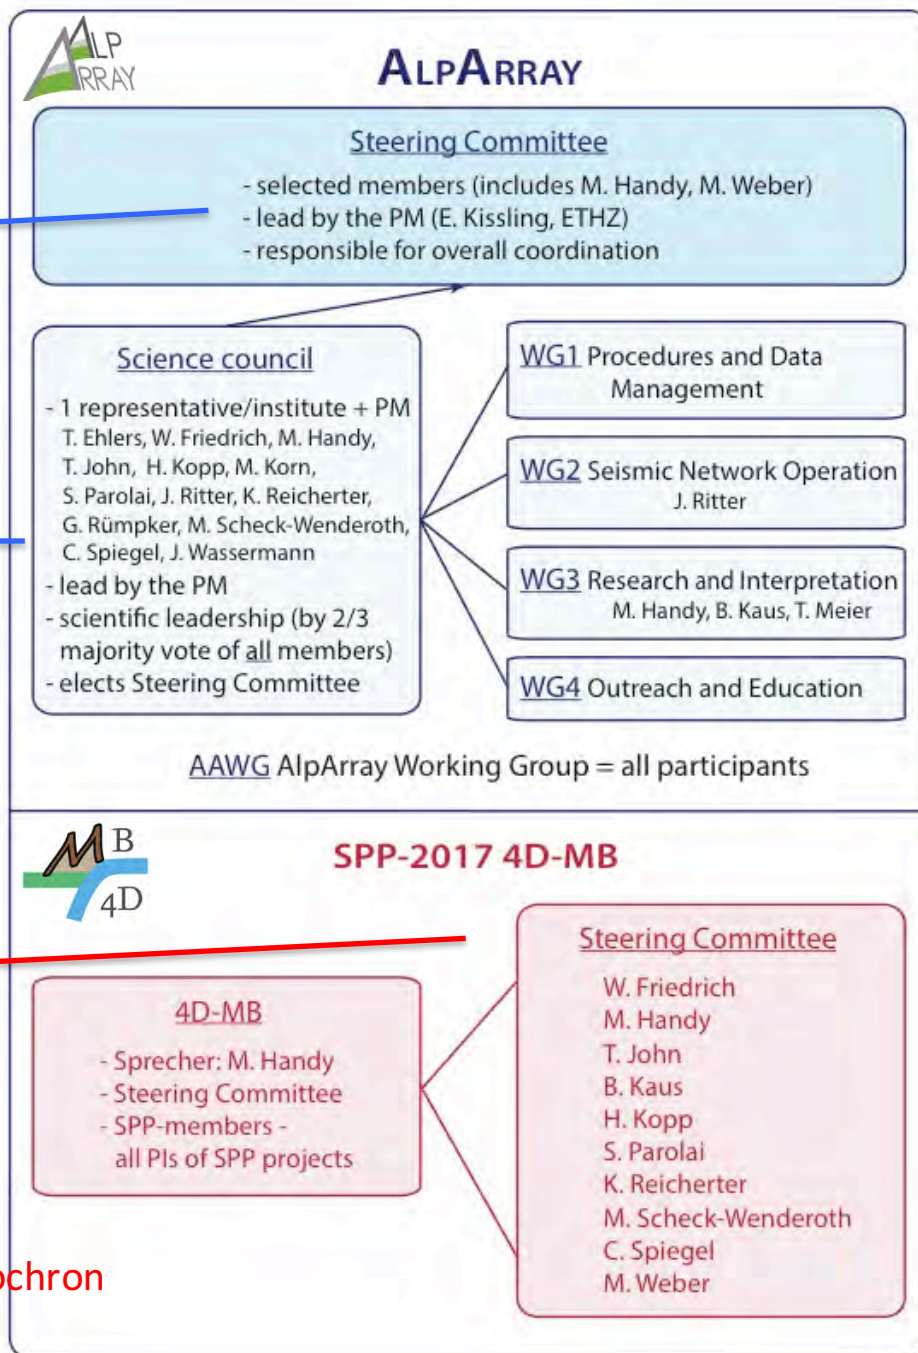 ALP
ARRAY
ALPARRAY
Steering Committee
- selected members (includes M. Handy, M. Weber)
- lead by the PM (E. Kissling, ETHZ)
- responsible for overall coordination
Science council
- 1 representative/institute + PM
T. Ehlers, W. Friedrich, M. Handy,
T. John, H. Kopp, M. Korn,
S. Parolai, J. Ritter, K. Reicherter,
G. Rümpker, M. Scheck-Wenderoth,
C. Spiegel, J. Wassermann
- lead by the PM
- scientific leadership (by 2/3
majority vote of all members)
- elects Steering Committee
WG1 Procedures and Data
Management
WG2 Seismic Network Operation
J. Ritter
WG3 Research and Interpretation
M. Handy, B. Kaus, T. Meier
WG4 Outreach and Education
AAWG AlpArray Working Group = all participants
MB
4D
SPP-2017 4D-MB
4D-MB
- Sprecher: M. Handy
- Steering Committee
- SPP-members -
all PIs of SPP projects
Steering Committee
W. Friedrich
M. Handy
T. John
B. Kaus
H. Kopp
S. Parolai
K. Reicherter
M. Scheck-Wenderoth
C. Spiegel
M. Weber
ochron